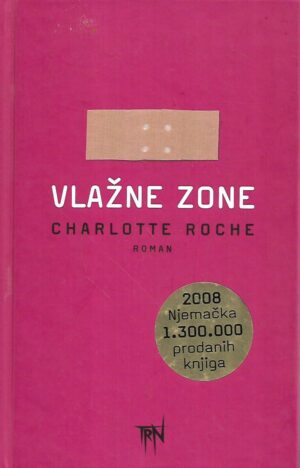 VLAŽNE ZONE
CHARLOTTE ROCHE
ROMAN
2008
Njemačka
1.300.000
prodanih
knjiga
TRN